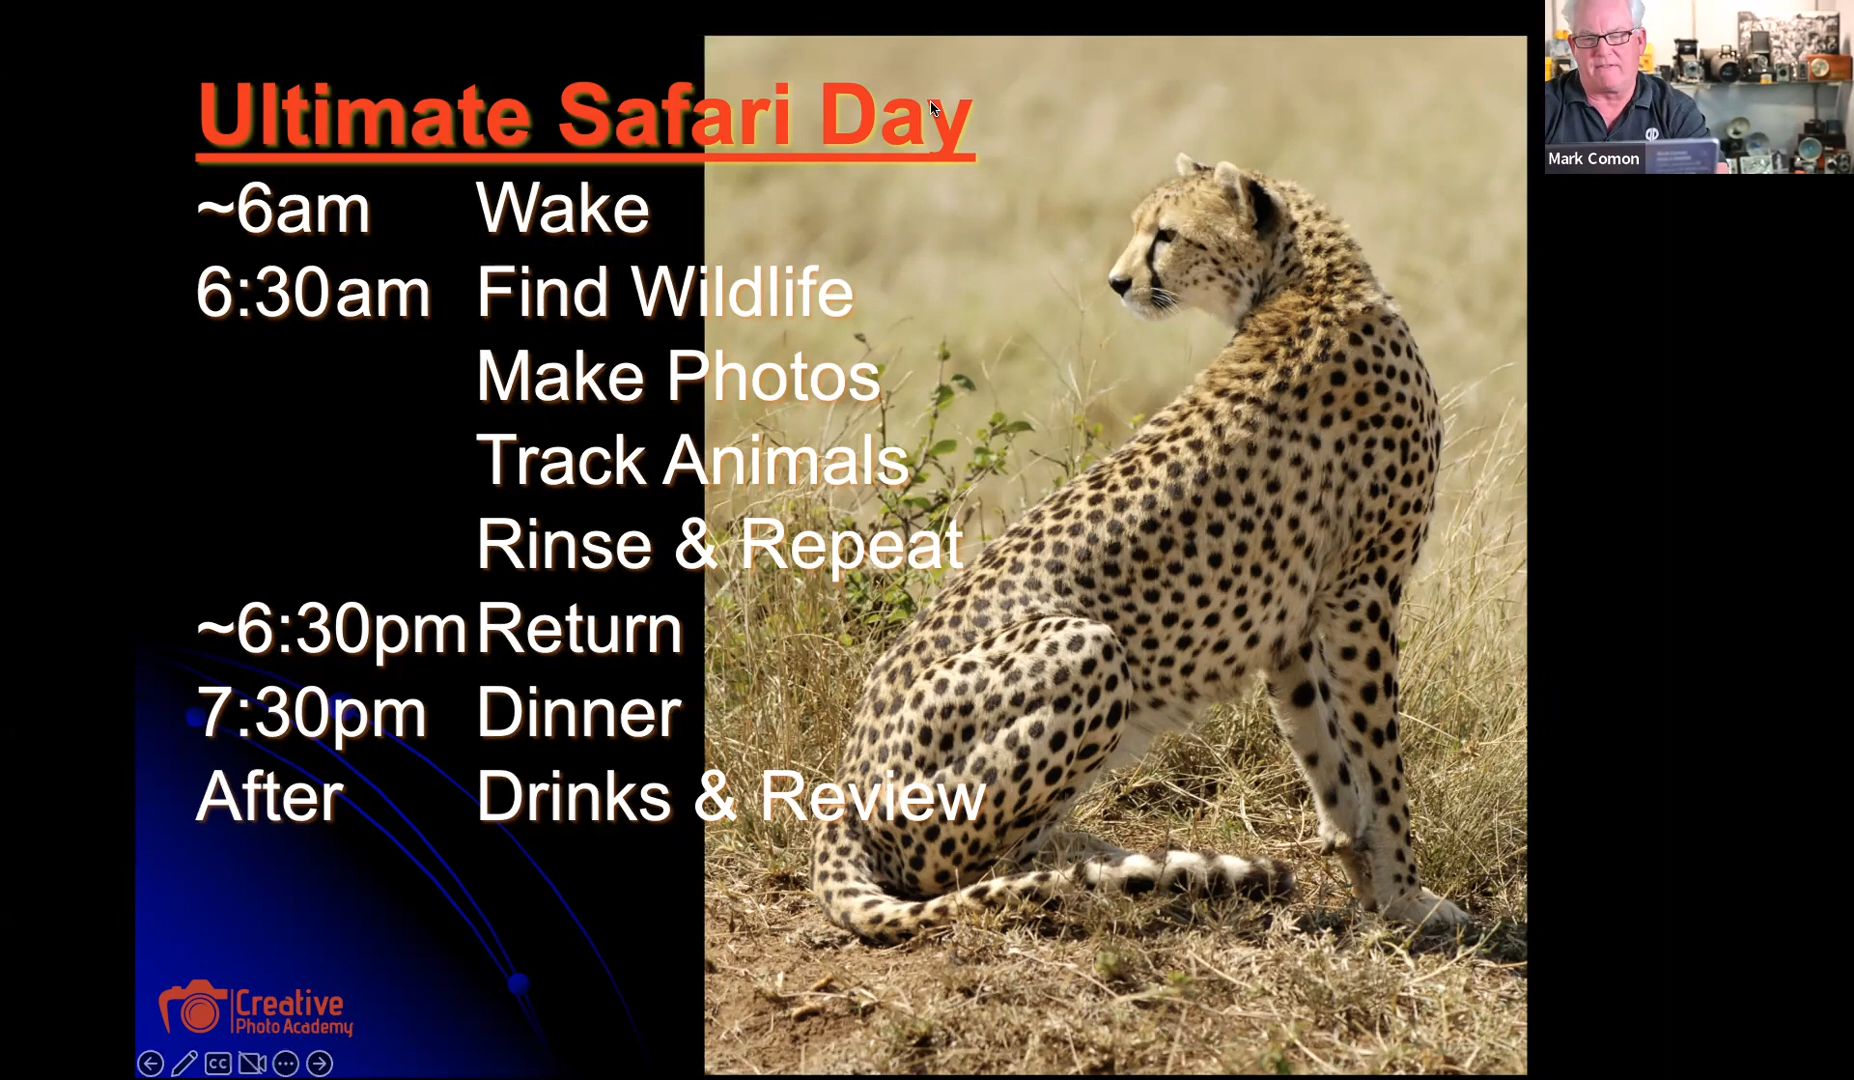 Ultimate Safari Day
~6am Wake
6:30am Find Wildlife
Make Photos
Track Animals
Rinse & Repeat
~6:30pm Return
7:30pm Dinner
After Drinks & Review
Creative
Photo Academy
CC
Mark Comon